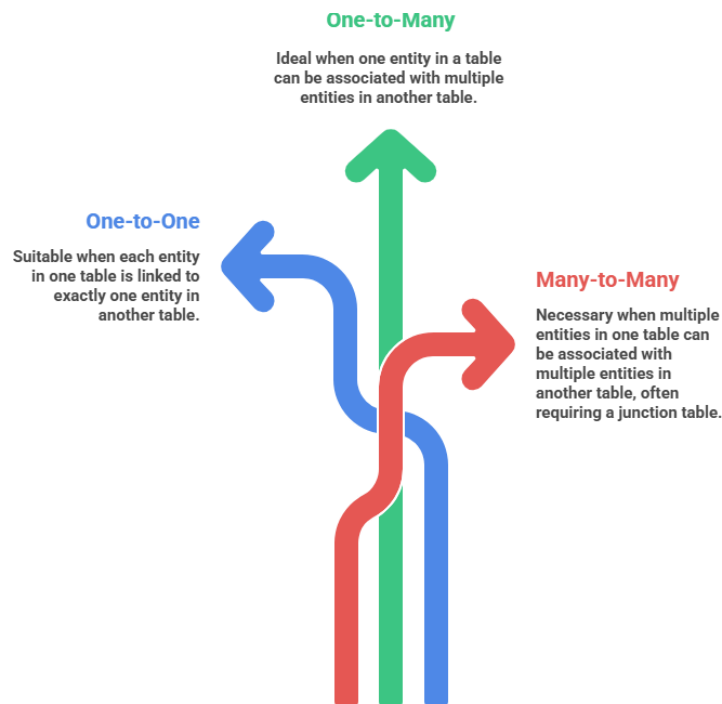 One-to-Many
Ideal when one entity in a table
can be associated with multiple
entities in another table.
One-to-One
Suitable when each entity
in one table is linked to
exactly one entity in
another table.
Many-to-Many
Necessary when multiple
entities in one table can
be associated with
multiple entities in
another table, often
requiring a junction table.